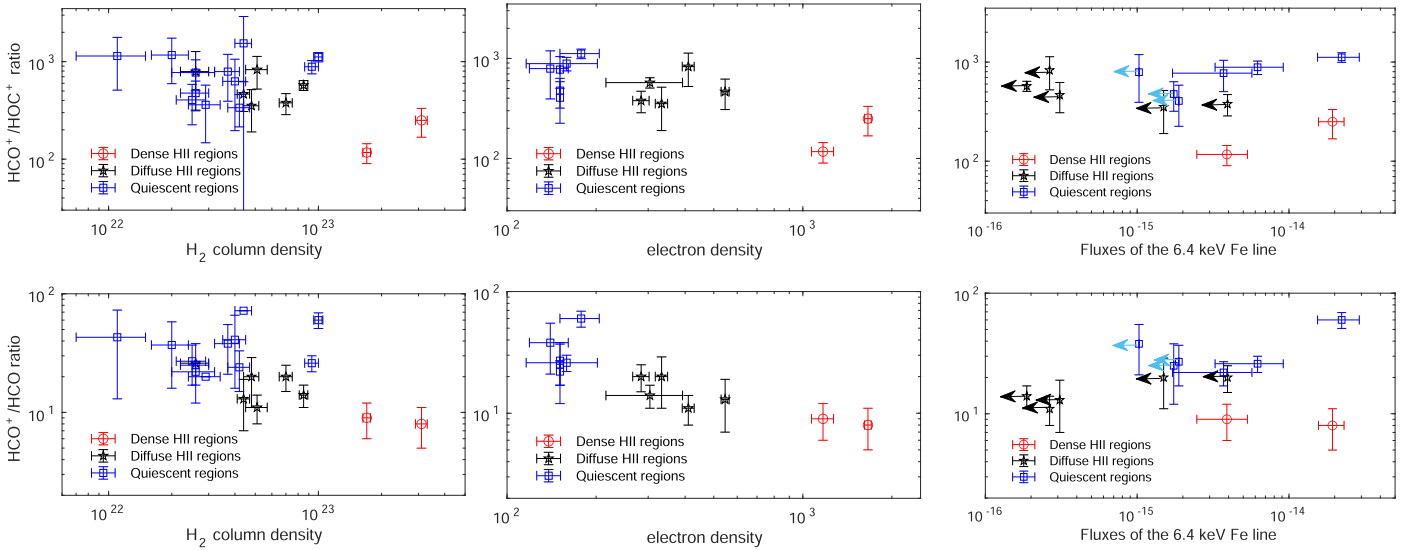 HCO⁺/HOC⁺ ratio
10³
10²
Dense HII regions
Diffuse HII regions
Quiescent regions
10²²
10²³
H₂ column density
10³
10²
Dense HII regions
Diffuse HII regions
Quiescent regions
10²
10³
electron density
10³
10²
Dense HII regions
Diffuse HII regions
Quiescent regions
10⁻¹⁶
10⁻¹⁵
10⁻¹⁴
Fluxes of the 6.4 keV Fe line
HCO⁺/HCO ratio
10²
10¹
Dense HII regions
Diffuse HII regions
Quiescent regions
10²²
10²³
H₂ column density
10²
10¹
Dense HII regions
Diffuse HII regions
Quiescent regions
10²
10³
electron density
10²
10¹
Dense HII regions
Diffuse HII regions
Quiescent regions
10⁻¹⁶
10⁻¹⁵
10⁻¹⁴
Fluxes of the 6.4 keV Fe line